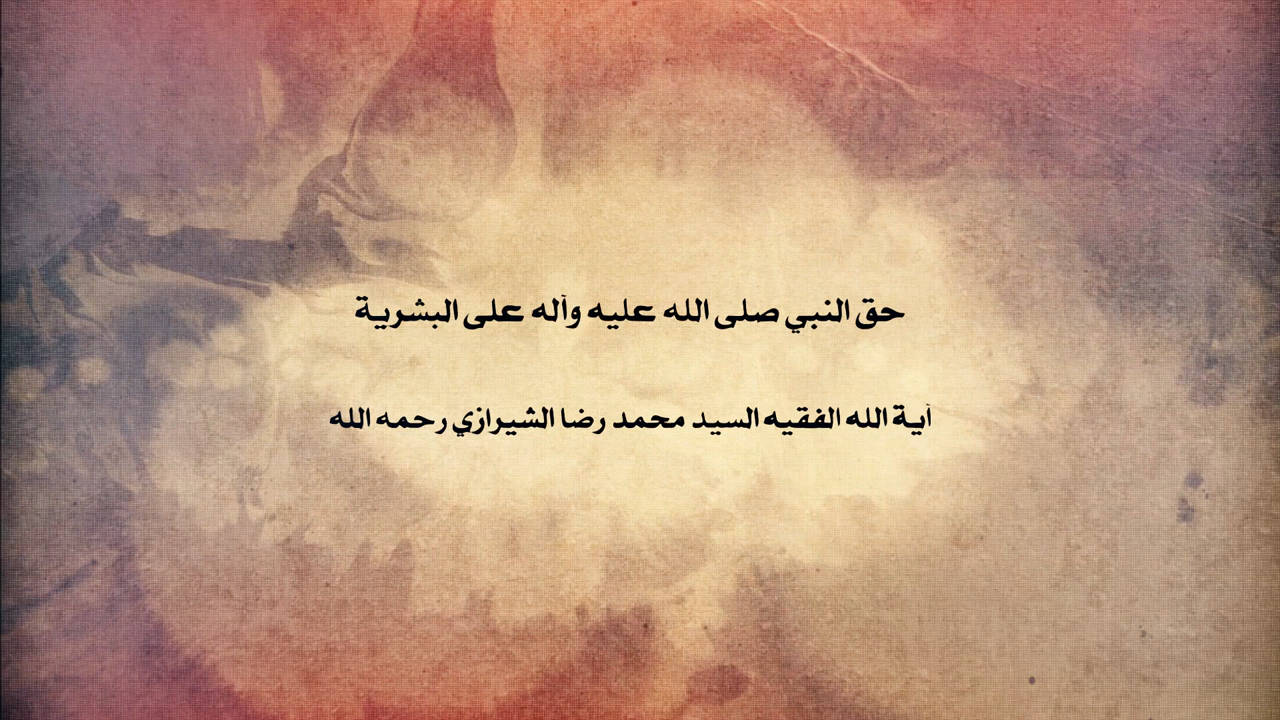 حق النبي صلى الله عليه وآله على البشرية
آية الله الفقيه السيد محمد رضا الشيرازي رحمه الله